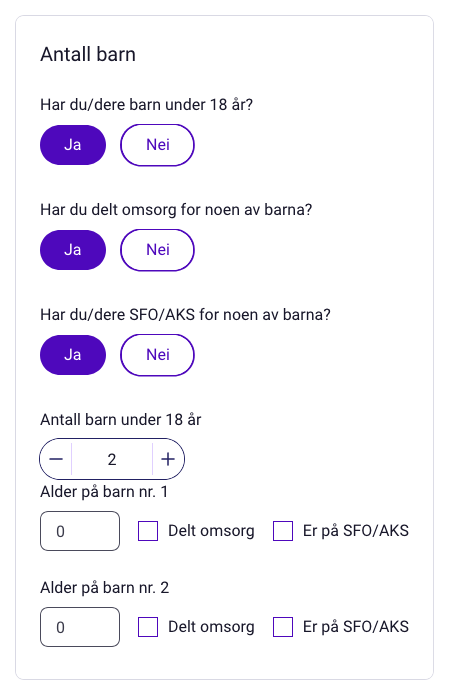 Antall barn
Har du/dere barn under 18 år?
Ja Nei
Har du delt omsorg for noen av barna?
Ja Nei
Har du/dere SFO/AKS for noen av barna?
Ja Nei
Antall barn under 18 år
− 2 +
Alder på barn nr. 1
0 Delt omsorg Er på SFO/AKS
Alder på barn nr. 2
0 Delt omsorg Er på SFO/AKS